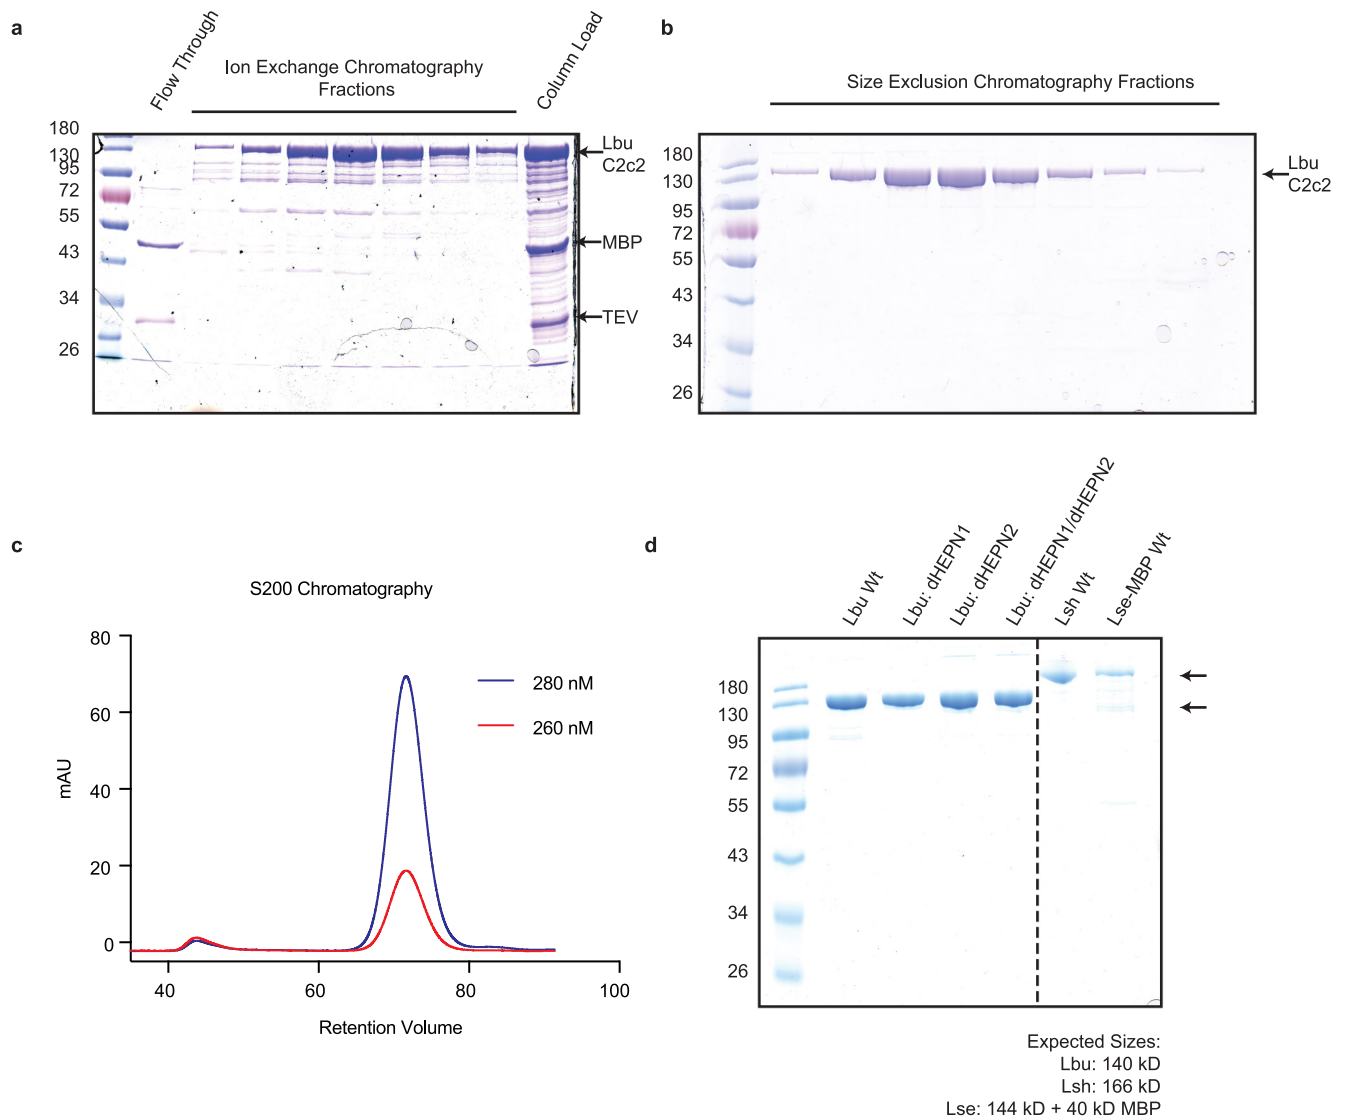 a
Flow Through
Ion Exchange Chromatography
Fractions
Column Load
180
130
95
72
55
43
34
26
Lbu
C2c2
MBP
TEV
b
Size Exclusion Chromatography Fractions
180
130
95
72
55
43
34
26
Lbu
C2c2
c
S200 Chromatography
80
60
40
20
0
mAU
280 nM
260 nM
40
60
80
100
Retention Volume
d
Lbu Wt
Lbu: dHEPN1
Lbu: dHEPN2
Lbu: dHEPN1/dHEPN2
Lsh Wt
Lse-MBP Wt
180
130
95
72
55
43
34
26
Expected Sizes:
Lbu: 140 kD
Lsh: 166 kD
Lse: 144 kD + 40 kD MBP